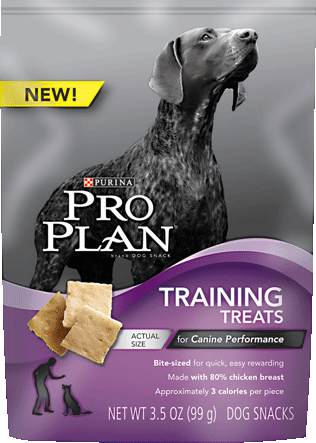 NEW!
PURINA
PRO
PLAN
brand DOG SNACK
TRAINING
TREATS
ACTUAL
SIZE
for Canine Performance
Bite-sized for quick, easy rewarding
Made with 80% chicken breast
Approximately 3 calories per piece
NET WT 3.5 OZ (99 g) DOG SNACKS